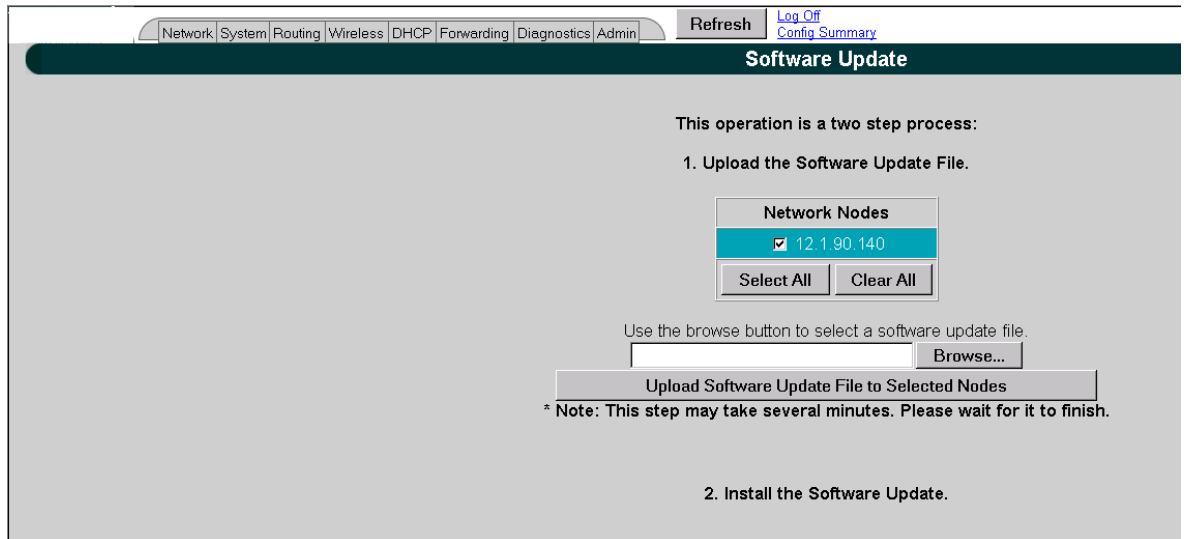 Network System Routing Wireless DHCP Forwarding Diagnostics Admin
Refresh
Log Off
Config Summary
Software Update
This operation is a two step process:
1. Upload the Software Update File.
Network Nodes
12.1.90.140
Select All Clear All
Use the browse button to select a software update file.
Browse...
Upload Software Update File to Selected Nodes
* Note: This step may take several minutes. Please wait for it to finish.
2. Install the Software Update.